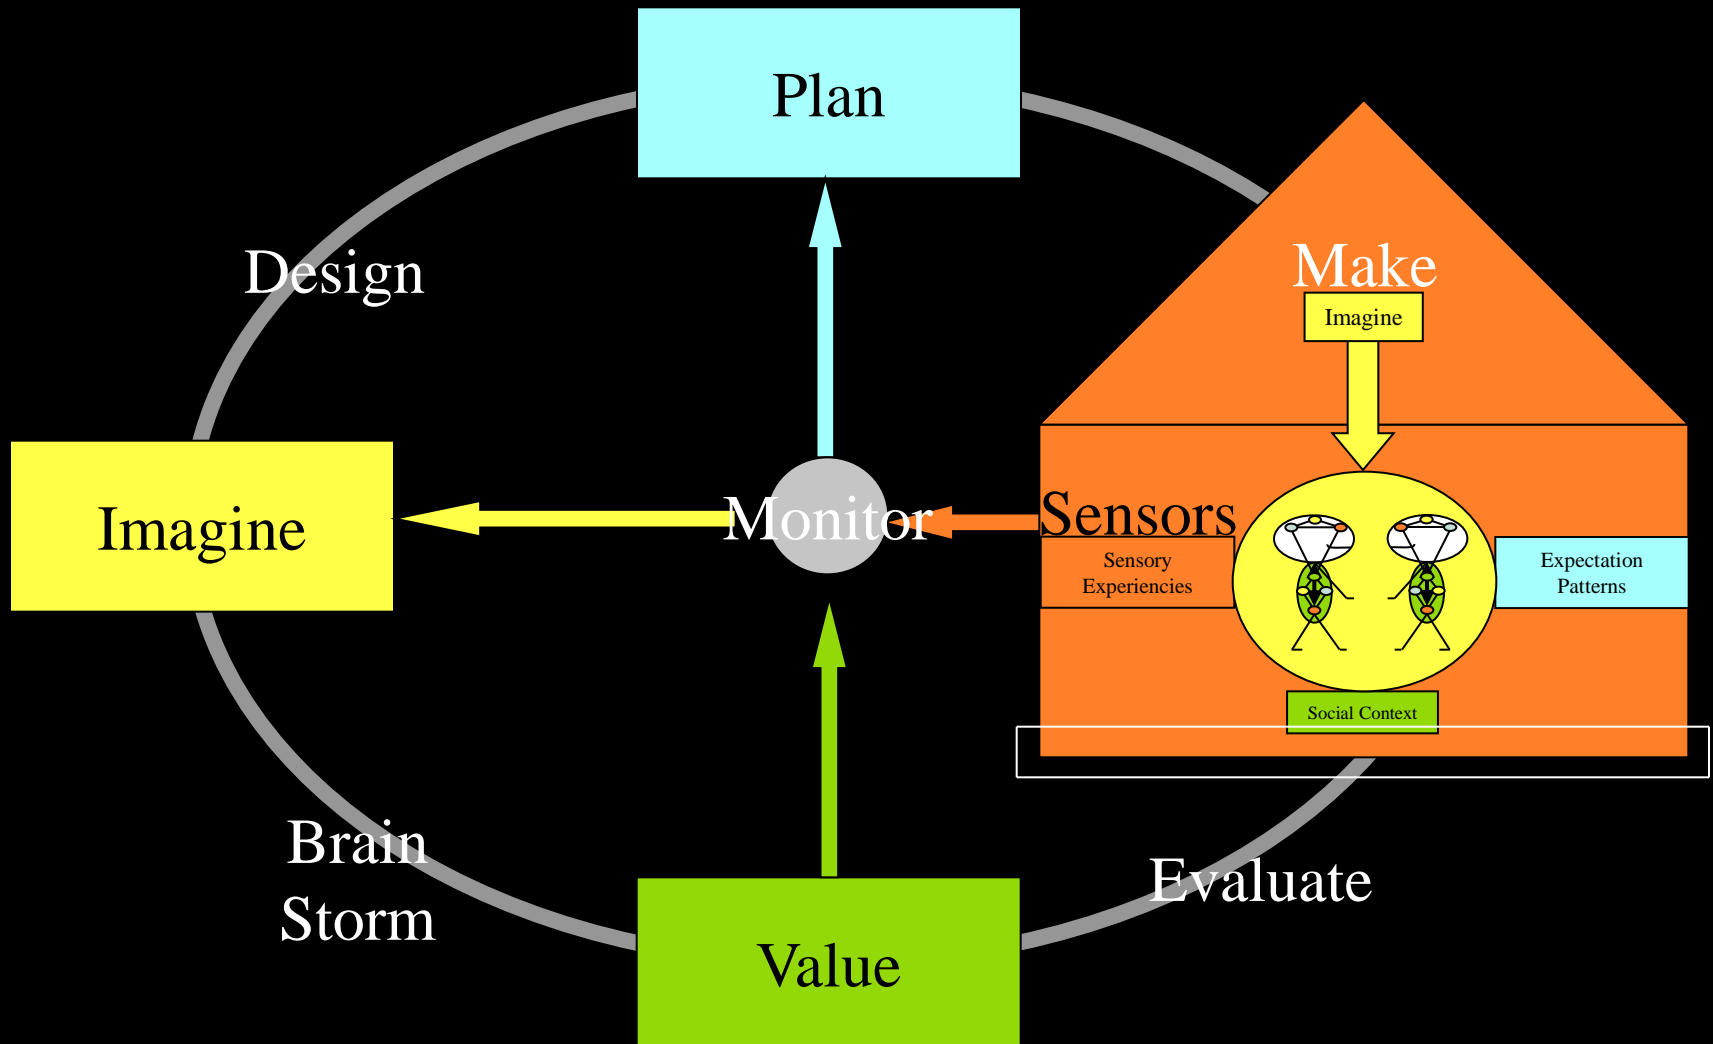 Plan
Design
Make
Imagine
Imagine
Monitor
Sensors
Sensory
Experiencies
Expectation
Patterns
Social Context
Brain
Storm
Evaluate
Value